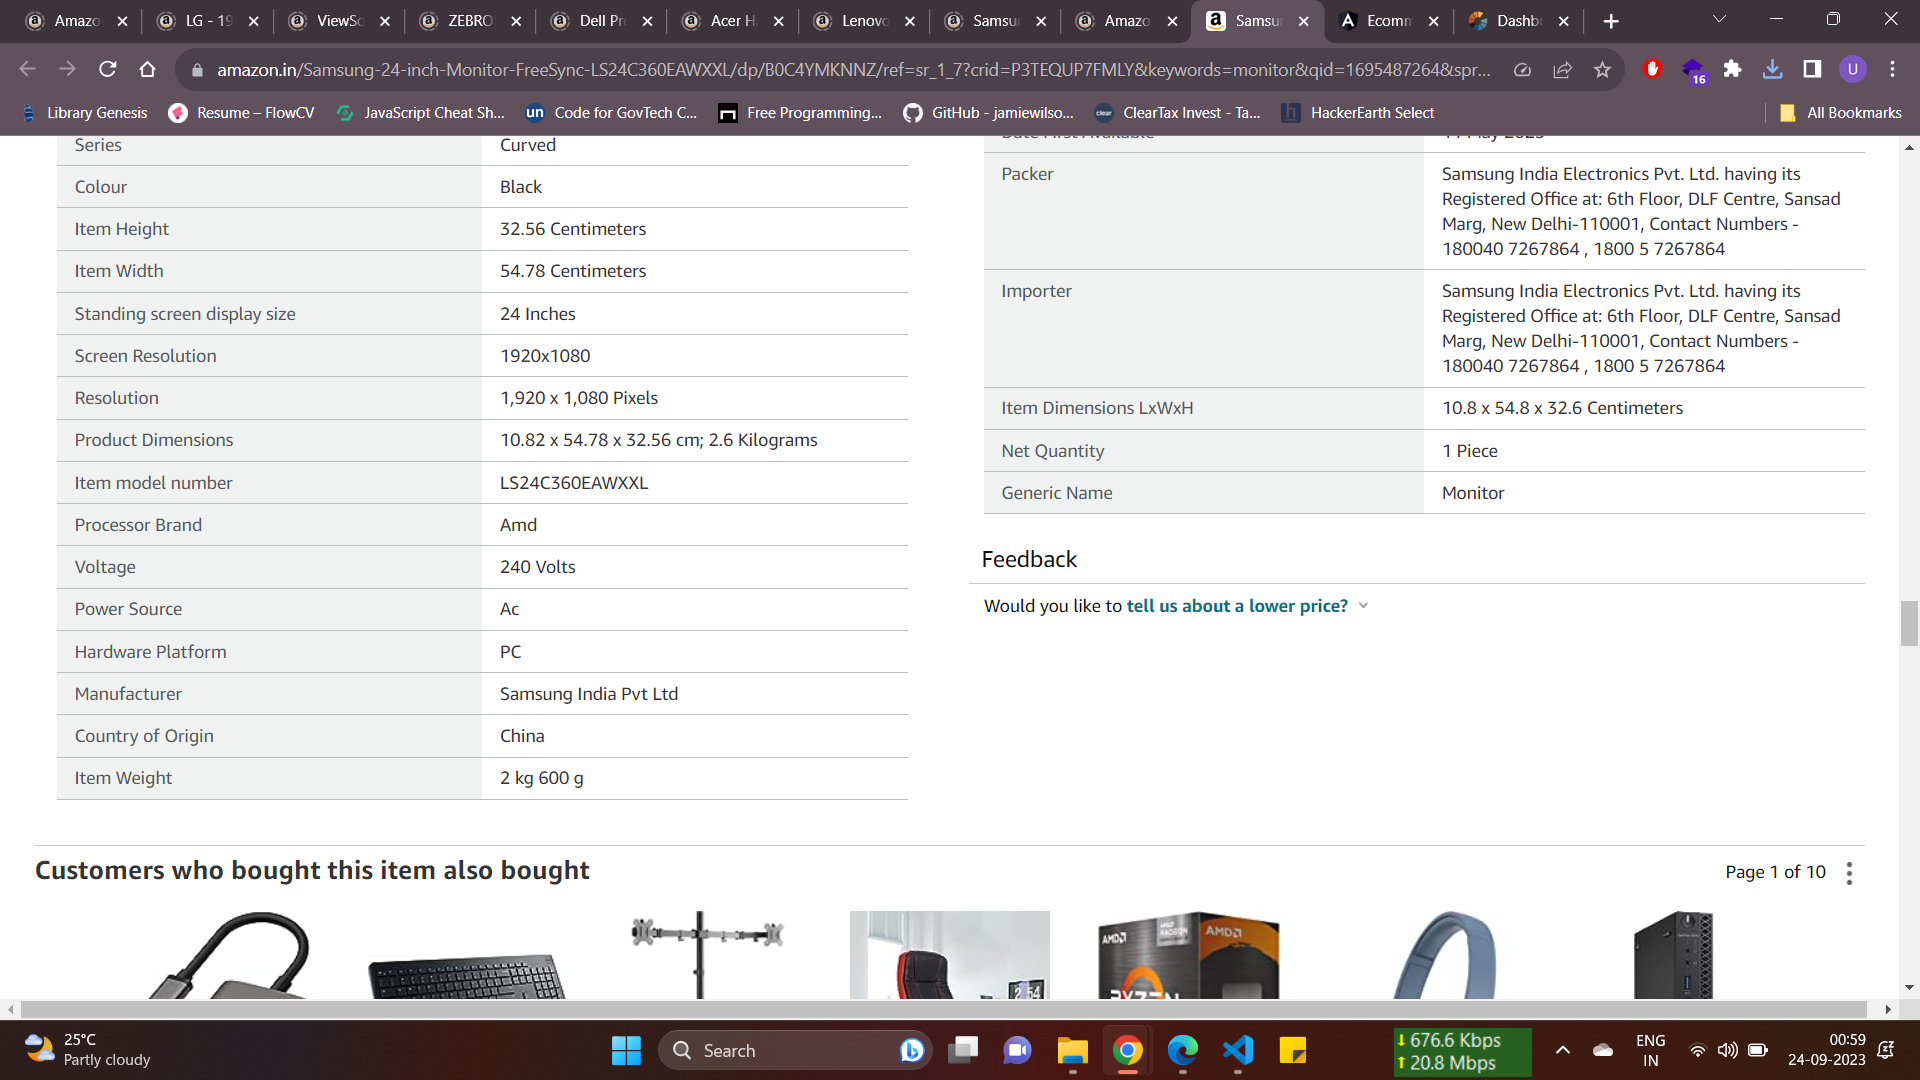 Amazo
LG - 19
ViewSo
ZEBRO
Dell Pr
Acer H
Lenovo
Samsu
Amazo
Samsu
Ecomm
Dashb
amazon.in/Samsung-24-inch-Monitor-FreeSync-LS24C360EAWXXL/dp/B0C4YMKNNZ/ref=sr_1_7?crid=P3TEQUP7FMLY&keywords=monitor&qid=1695487264&spr...
16
U
Library Genesis
Resume – FlowCV
JavaScript Cheat Sh...
un
Code for GovTech C...
Free Programming...
GitHub - jamiewilso...
clear
ClearTax Invest - Ta...
h
HackerEarth Select
All Bookmarks
Series Curved
Colour Black
Item Height 32.56 Centimeters
Item Width 54.78 Centimeters
Standing screen display size 24 Inches
Screen Resolution 1920x1080
Resolution 1,920 x 1,080 Pixels
Product Dimensions 10.82 x 54.78 x 32.56 cm; 2.6 Kilograms
Item model number LS24C360EAWXXL
Processor Brand Amd
Voltage 240 Volts
Power Source Ac
Hardware Platform PC
Manufacturer Samsung India Pvt Ltd
Country of Origin China
Item Weight 2 kg 600 g
Packer Samsung India Electronics Pvt. Ltd. having its
Registered Office at: 6th Floor, DLF Centre, Sansad
Marg, New Delhi-110001, Contact Numbers -
180040 7267864 , 1800 5 7267864
Importer Samsung India Electronics Pvt. Ltd. having its
Registered Office at: 6th Floor, DLF Centre, Sansad
Marg, New Delhi-110001, Contact Numbers -
180040 7267864 , 1800 5 7267864
Item Dimensions LxWxH 10.8 x 54.8 x 32.6 Centimeters
Net Quantity 1 Piece
Generic Name Monitor
Feedback
Would you like to tell us about a lower price?
Customers who bought this item also bought
Page 1 of 10
AMD
AMD
RADEON
RYZEN
2:54
25°C
Partly cloudy
Search
676.6 Kbps
20.8 Mbps
ENG
IN
00:59
24-09-2023